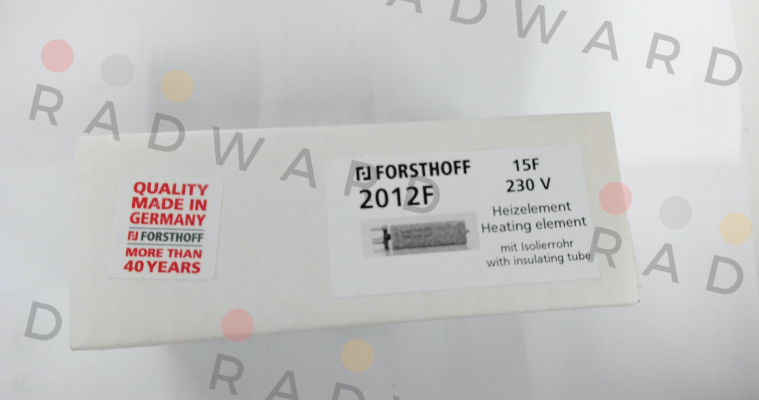 RADWARD
RADWARD
QUALITY
MADE IN
GERMANY
FORSTHOFF
MORE THAN
40 YEARS
FORSTHOFF
2012F
15F
230 V
Heizelement
Heating element
mit Isolierrohr
with insulating tube
RAD
D
RAD